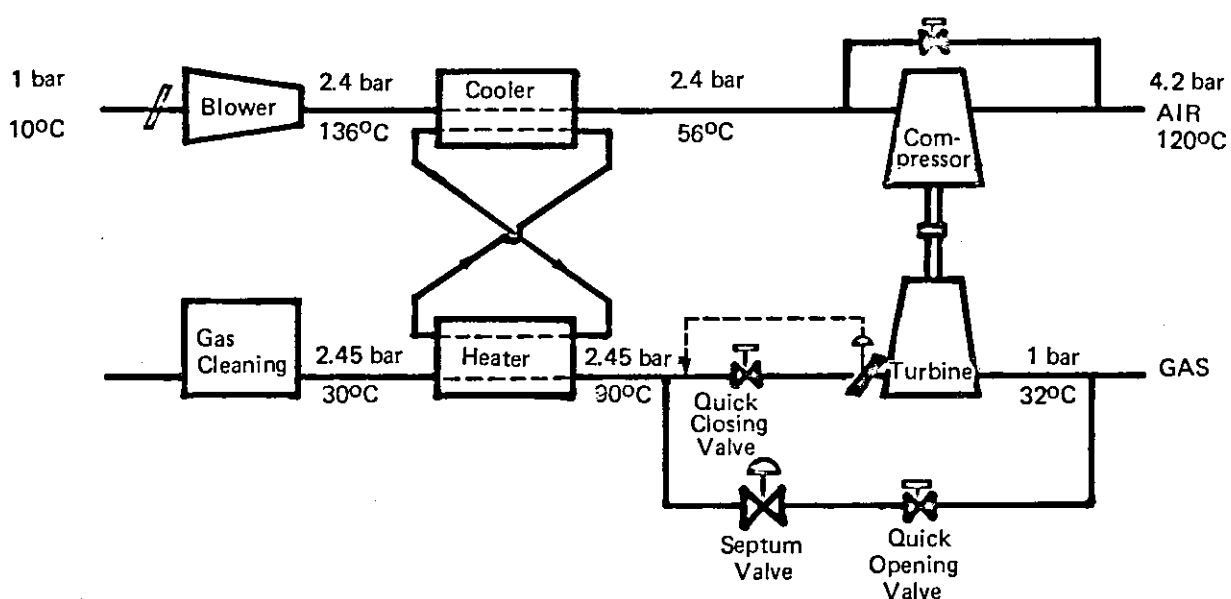 1 bar
10°C
Blower
2.4 bar
136°C
Cooler
2.4 bar
56°C
Com-
pressor
4.2 bar
AIR
120°C
Gas
Cleaning
2.45 bar
30°C
Heater
2.45 bar
90°C
Quick
Closing
Valve
Turbine
1 bar
32°C
GAS
Septum
Valve
Quick
Opening
Valve